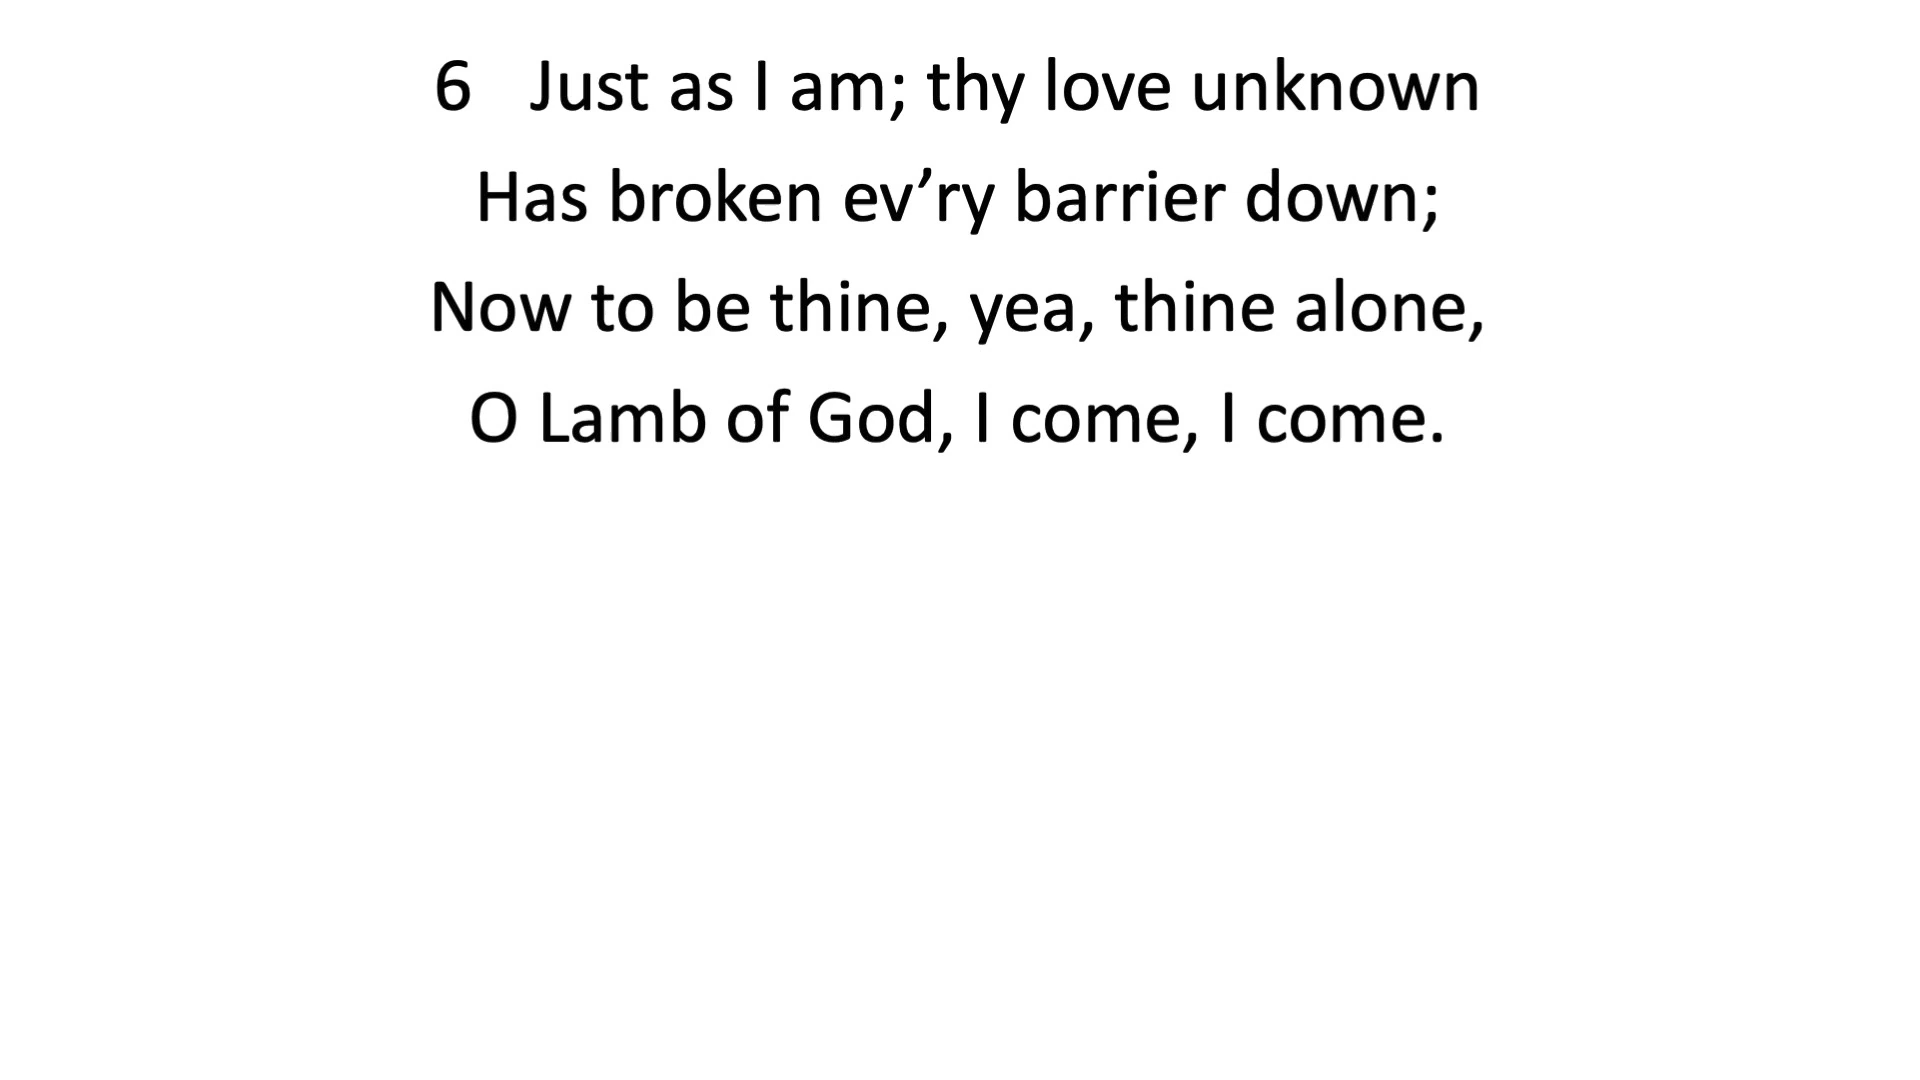 6 Just as I am; thy love unknown
Has broken ev’ry barrier down;
Now to be thine, yea, thine alone,
O Lamb of God, I come, I come.